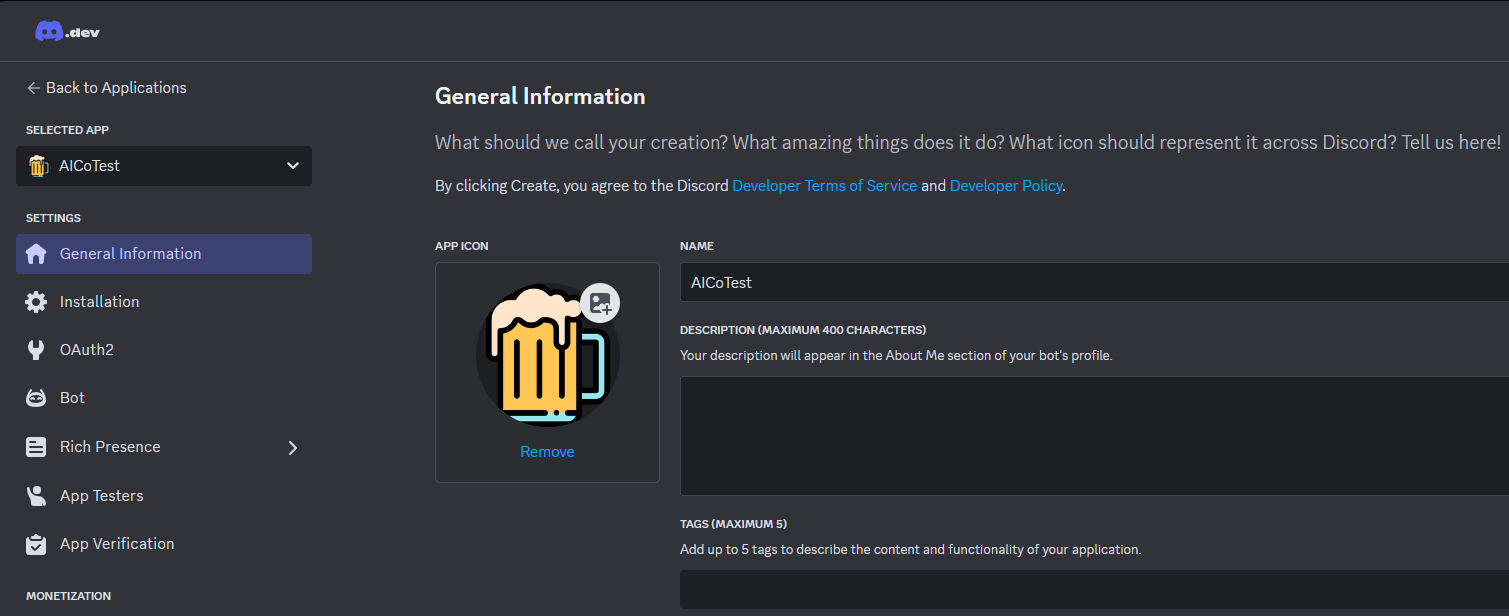 .dev
Back to Applications
SELECTED APP
AICoTest
SETTINGS
General Information
Installation
OAuth2
Bot
Rich Presence
App Testers
App Verification
MONETIZATION
General Information
What should we call your creation? What amazing things does it do? What icon should represent it across Discord? Tell us here!
By clicking Create, you agree to the Discord Developer Terms of Service and Developer Policy.
APP ICON
Remove
NAME
AICoTest
DESCRIPTION (MAXIMUM 400 CHARACTERS)
Your description will appear in the About Me section of your bot's profile.
TAGS (MAXIMUM 5)
Add up to 5 tags to describe the content and functionality of your application.